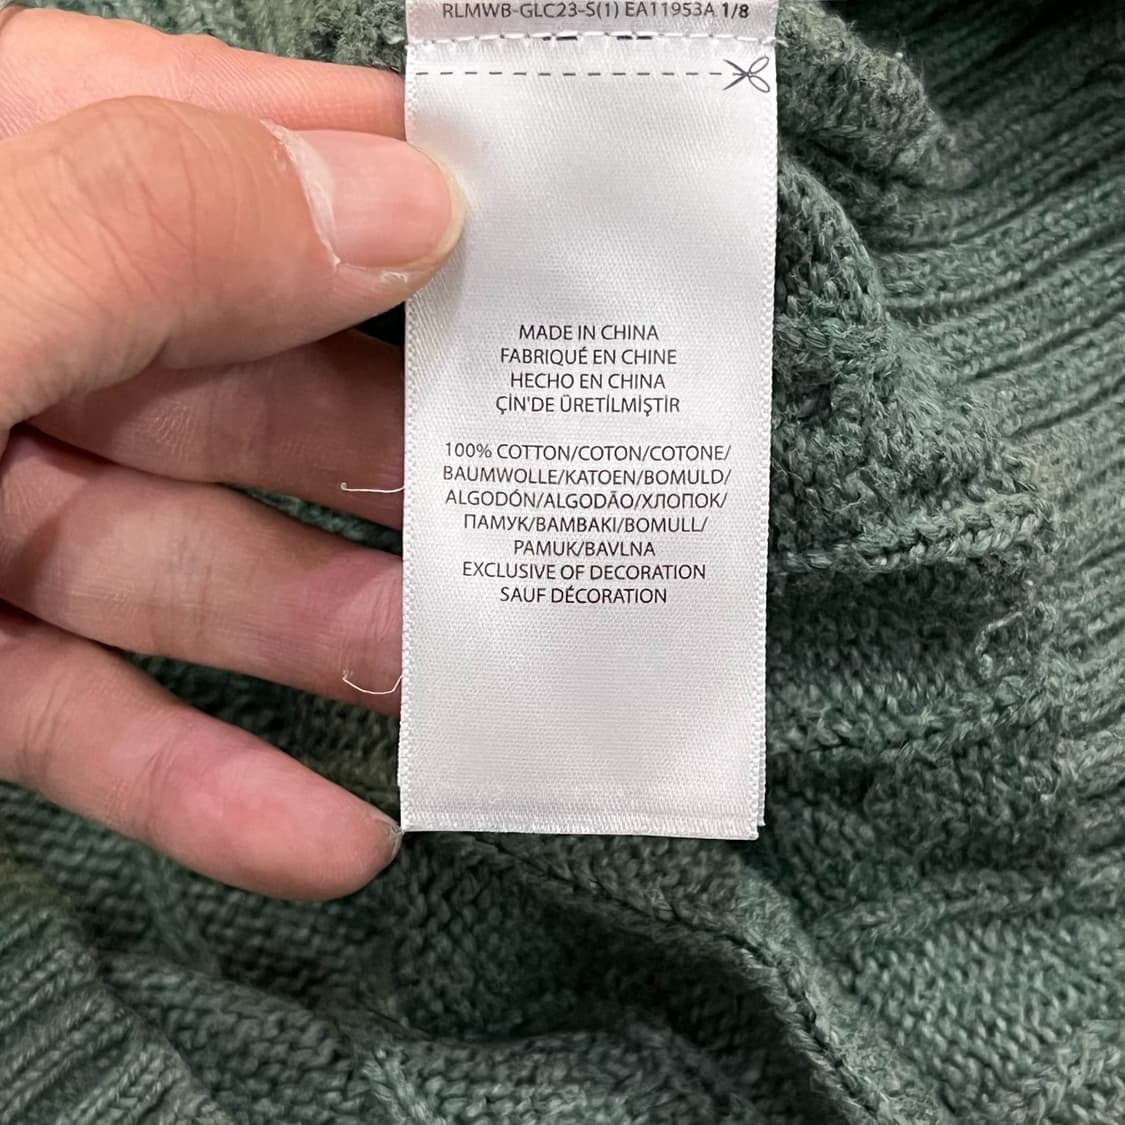 RLMWB-GLC23-S(1) EA11953A 1/8
MADE IN CHINA
FABRIQUÉ EN CHINE
HECHO EN CHINA
ÇİN'DE ÜRETİLMİŞTİR
100% COTTON/COTON/COTONE/
BAUMWOLLE/KATOEN/BOMULD/
ALGODÓN/ALGODÃO/ХЛОПОК/
ПАМУК/BAMBAKI/BOMULL/
PAMUK/BAVLNA
EXCLUSIVE OF DECORATION
SAUF DÉCORATION